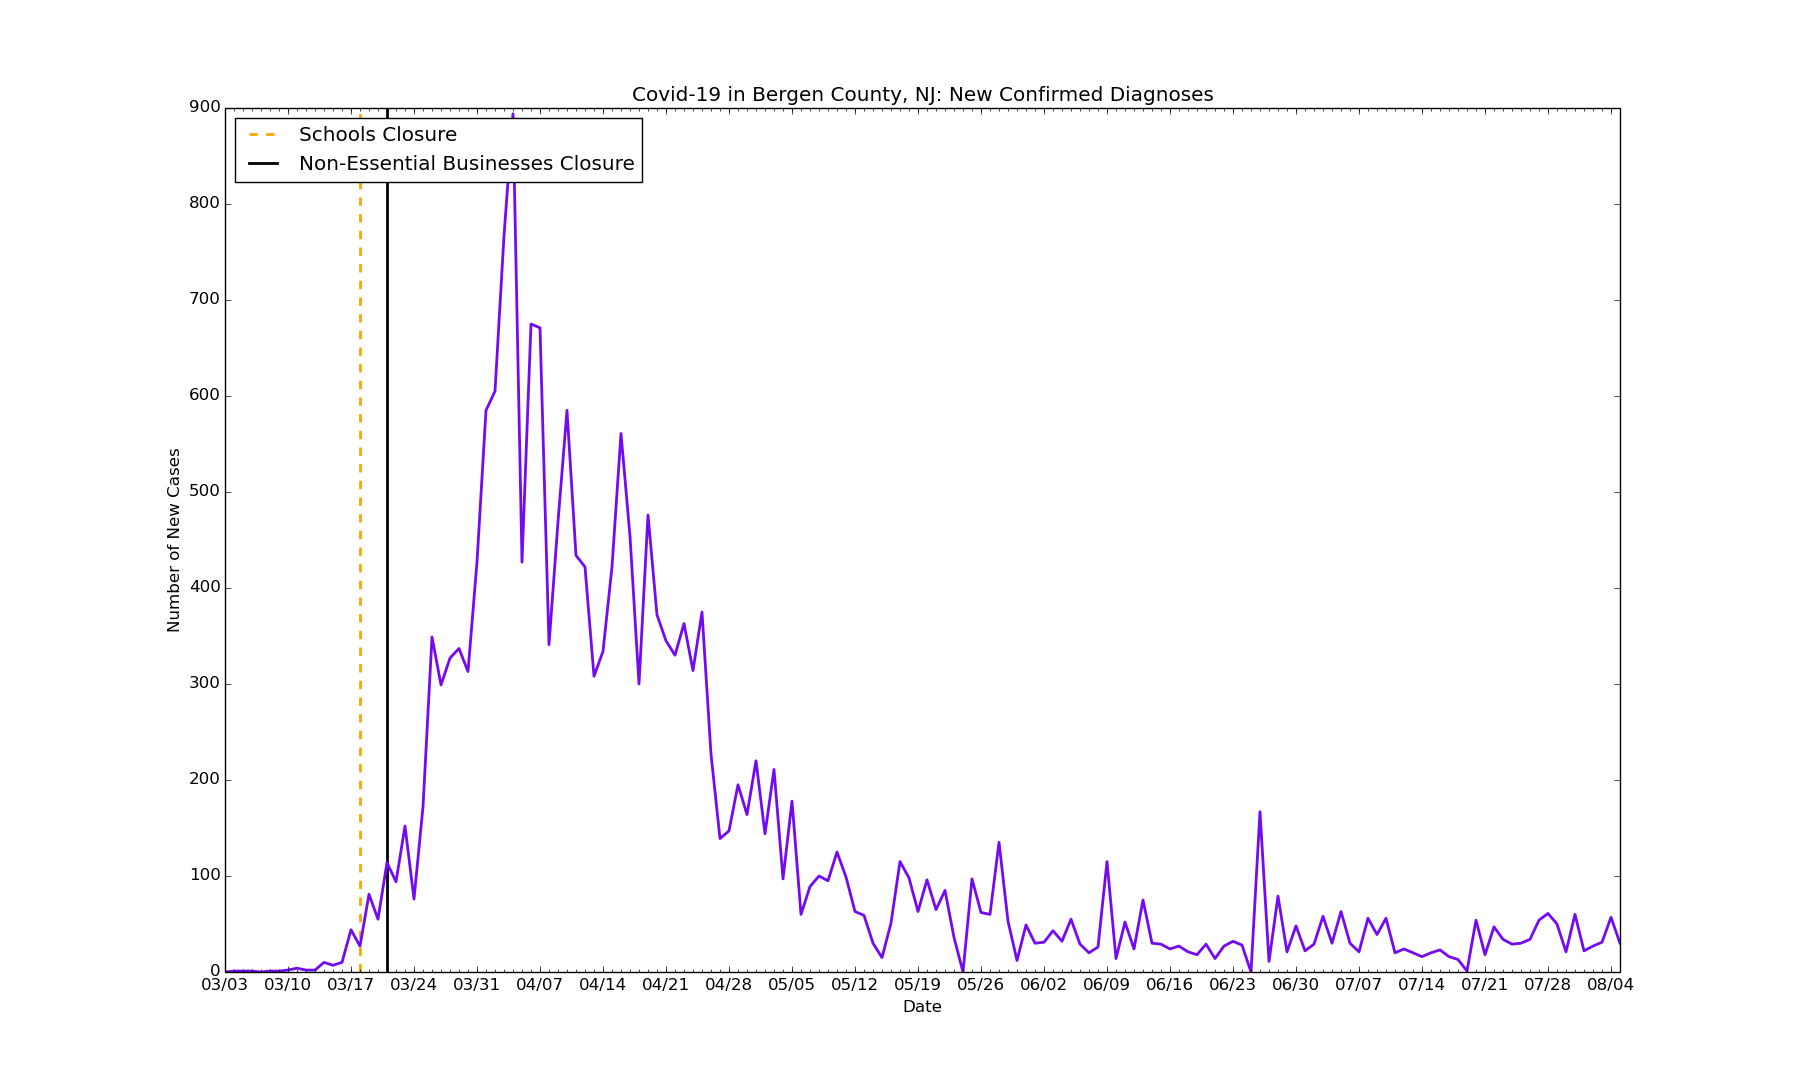 Covid-19 in Bergen County, NJ: New Confirmed Diagnoses
Schools Closure
Non-Essential Businesses Closure
Number of New Cases
900
800
700
600
500
400
300
200
100
0
03/03 03/10 03/17 03/24 03/31 04/07 04/14 04/21 04/28 05/05 05/12 05/19 05/26 06/02 06/09 06/16 06/23 06/30 07/07 07/14 07/21 07/28 08/04
Date